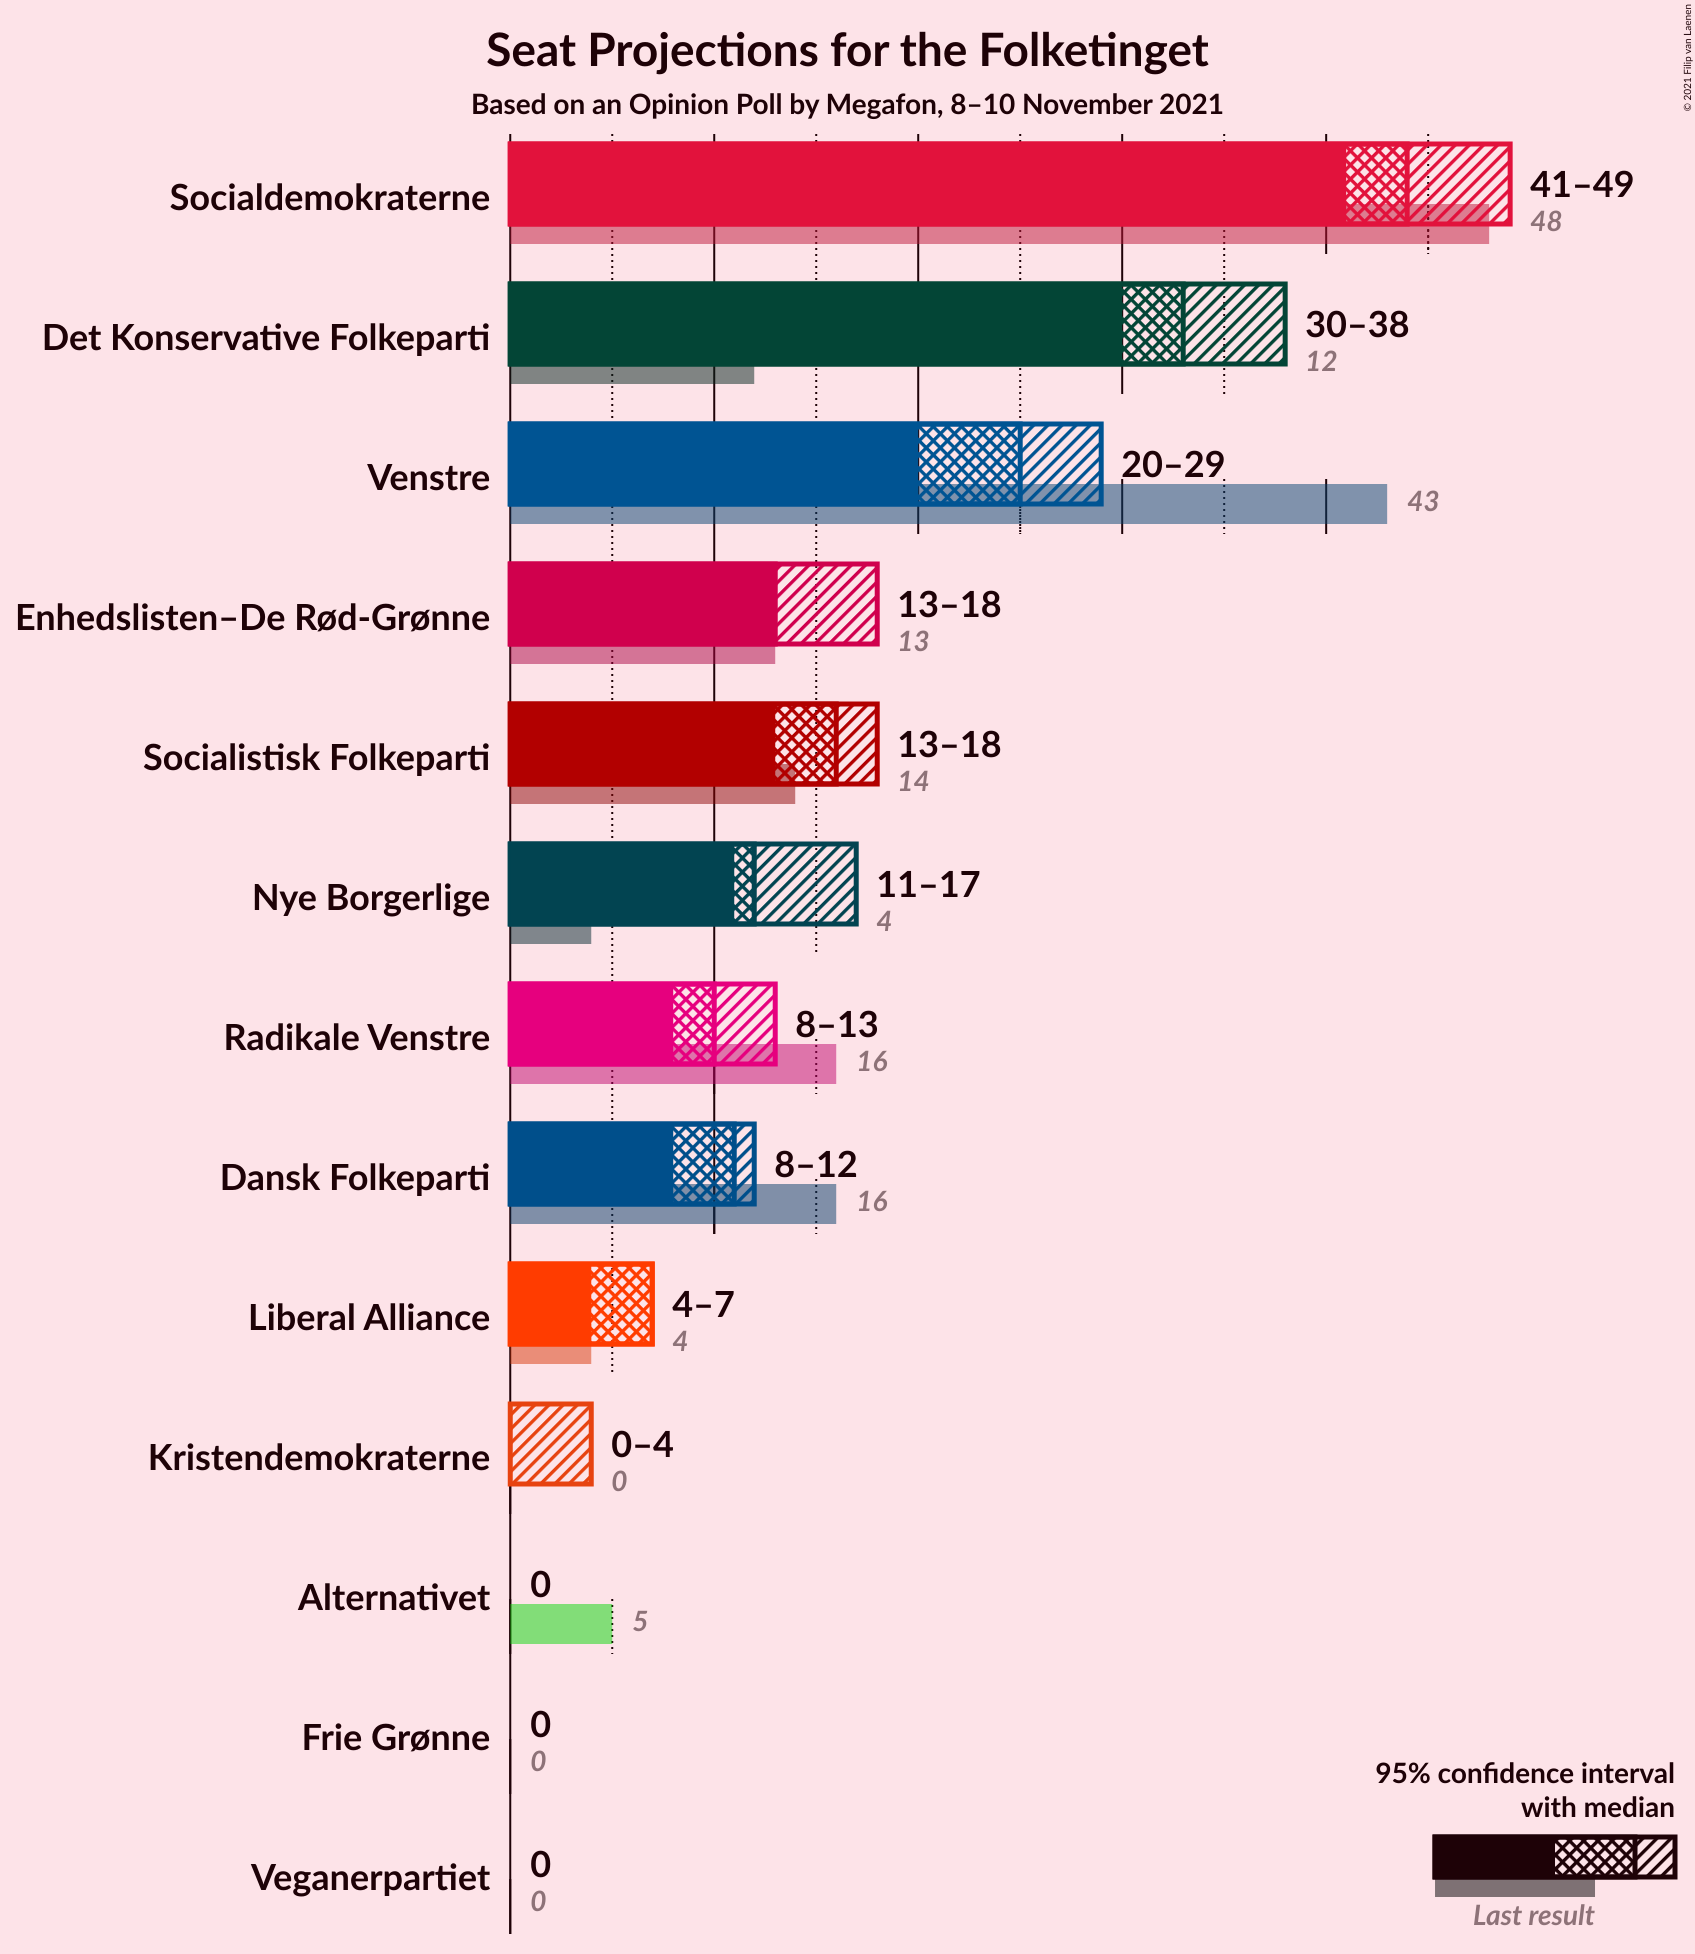 Seat Projections for the Folketinget
Based on an Opinion Poll by Megafon, 8–10 November 2021
© 2021 Filip van Laenen
Socialdemokraterne
41–49
48
Det Konservative Folkeparti
30–38
12
Venstre
20–29
43
Enhedslisten–De Rød-Grønne
13–18
13
Socialistisk Folkeparti
13–18
14
Nye Borgerlige
11–17
4
Radikale Venstre
8–13
16
Dansk Folkeparti
8–12
16
Liberal Alliance
4–7
4
Kristendemokraterne
0–4
0
Alternativet
0
5
Frie Grønne
0
0
Veganerpartiet
0
0
95% confidence interval
with median
Last result